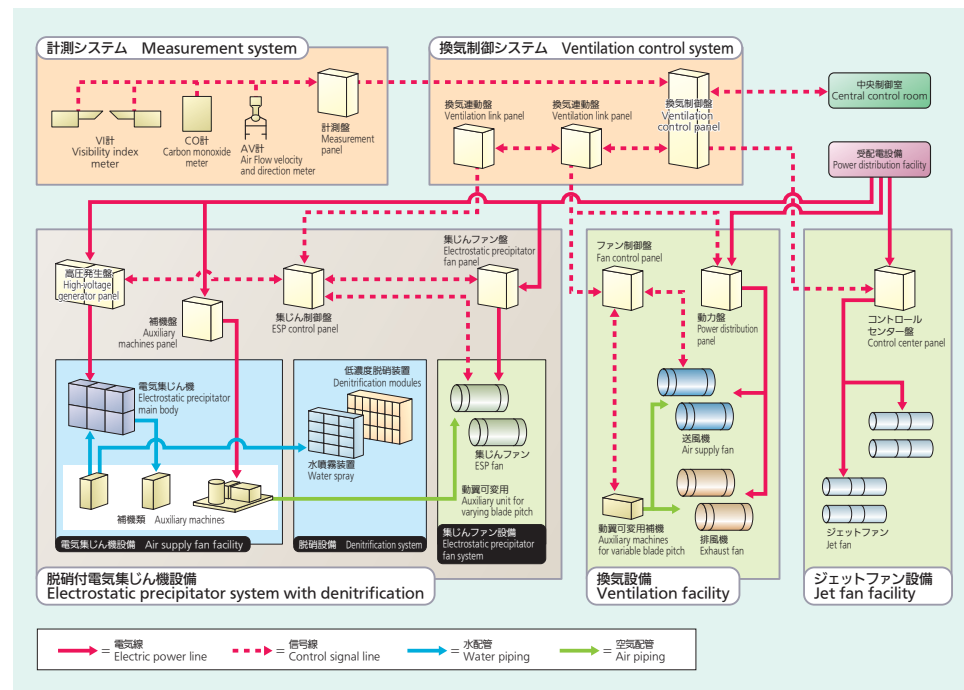 計測システム Measurement system
VI計
Visibility index
meter
CO計
Carbon monoxide
meter
AV計
Air Flow velocity
and direction meter
計測盤
Measurement
panel
換気制御システム Ventilation control system
換気連動盤
Ventilation link panel
換気連動盤
Ventilation link panel
換気制御盤
Ventilation
control panel
中央制御室
Central control room
受配電設備
Power distribution facility
高圧発生盤
High-voltage
generator panel
補機盤
Auxiliary
machines panel
集じん制御盤
ESP control panel
集じんファン盤
Electrostatic precipitator
fan panel
電気集じん機
Electrostatic precipitator
main body
補機類 Auxiliary machines
電気集じん機設備 Air supply fan facility
低濃度脱硝装置
Denitrification modules
水噴霧装置
Water spray
脱硝設備 Denitrification system
集じんファン
ESP fan
動翼可変用
Auxiliary unit for
varying blade pitch
集じんファン設備
Electrostatic precipitator
fan system
脱硝付電気集じん機設備
Electrostatic precipitator system with denitrification
ファン制御盤
Fan control panel
動力盤
Power distribution
panel
送風機
Air supply fan
動翼可変用補機
Auxiliary machines
for variable blade pitch
排風機
Exhaust fan
換気設備
Ventilation facility
コントロール
センター盤
Control center panel
ジェットファン
Jet fan
ジェットファン設備
Jet fan facility
= 電気線
Electric power line
= 信号線
Control signal line
= 水配管
Water piping
= 空気配管
Air piping